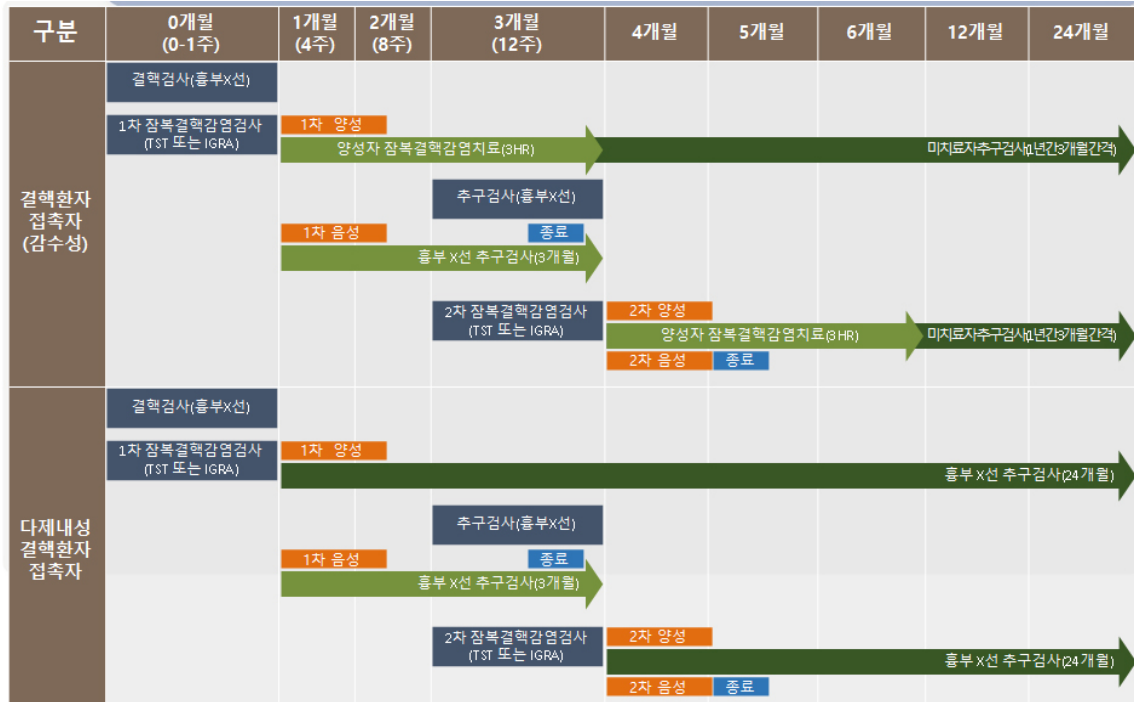 구분
0개월
(0-1주)
1개월
(4주)
2개월
(8주)
3개월
(12주)
4개월
5개월
6개월
12개월
24개월
결핵환자
접촉자
(감수성)
결핵검사(흉부X선)
1차 잠복결핵감염검사
(TST 또는 IGRA)
1차 양성
양성자 잠복결핵감염치료(3HR)
미치료자추구검사(1년간3개월간격)
추구검사(흉부X선)
1차 음성
종료
흉부 X선 추구검사(3개월)
2차 잠복결핵감염검사
(TST 또는 IGRA)
2차 양성
양성자 잠복결핵감염치료(3HR)
미치료자추구검사(1년간3개월간격)
2차 음성
종료
다제내성
결핵환자
접촉자
결핵검사(흉부X선)
1차 잠복결핵감염검사
(TST 또는 IGRA)
1차 양성
흉부 X선 추구검사(24개월)
추구검사(흉부X선)
1차 음성
종료
흉부 X선 추구검사(3개월)
2차 잠복결핵감염검사
(TST 또는 IGRA)
2차 양성
흉부 X선 추구검사(24개월)
2차 음성
종료